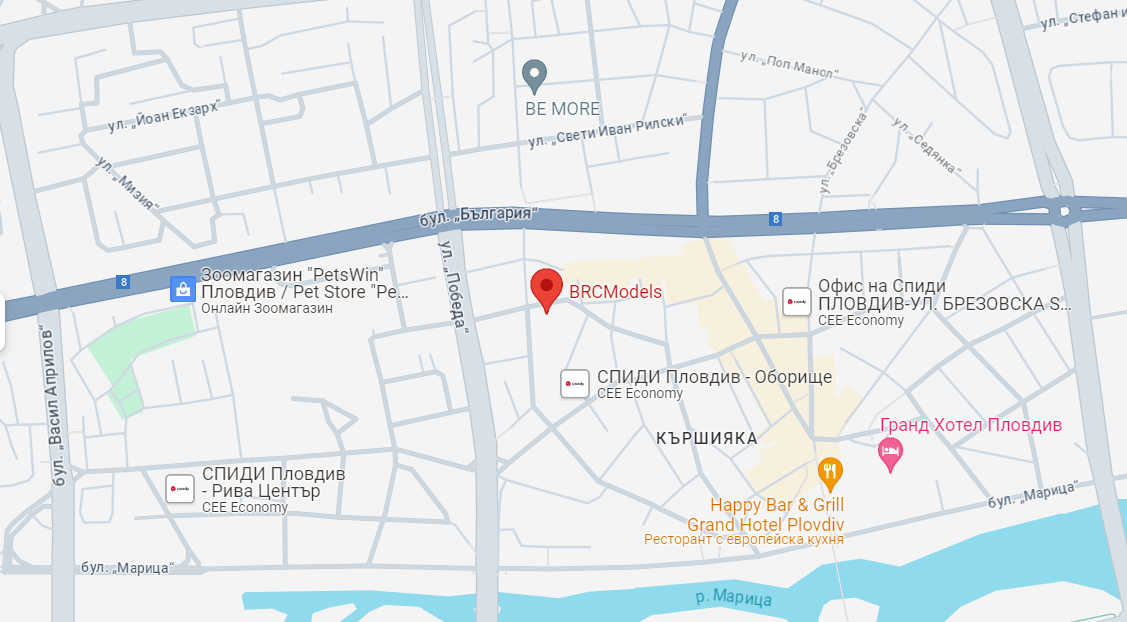 ул. „Стефан и
ул. „Поп Манол“
BE MORE
ул. „Йоан Екзарх“
ул. „Свети Иван Рилски“
ул. „Брезовска“
ул. „Седянка“
ул. „Мизия“
бул. „България“
8
8
ул. „Победа“
Зоомагазин "PetsWin"
Пловдив / Pet Store "Pe...
Онлайн Зоомагазин
BRCModels
Офис на Спиди
ПЛОВДИВ-УЛ. БРЕЗОВСКА S...
CEE Economy
бул. „Васил Априлов“
speedy
СПИДИ Пловдив - Оборище
CEE Economy
КЪРШИЯКА
Гранд Хотел Пловдив
speedy
СПИДИ Пловдив
- Рива Център
CEE Economy
speedy
Happy Bar & Grill
Grand Hotel Plovdiv
Ресторант с европейска кухня
бул. „Марица“
бул. „Марица“
р. Марица